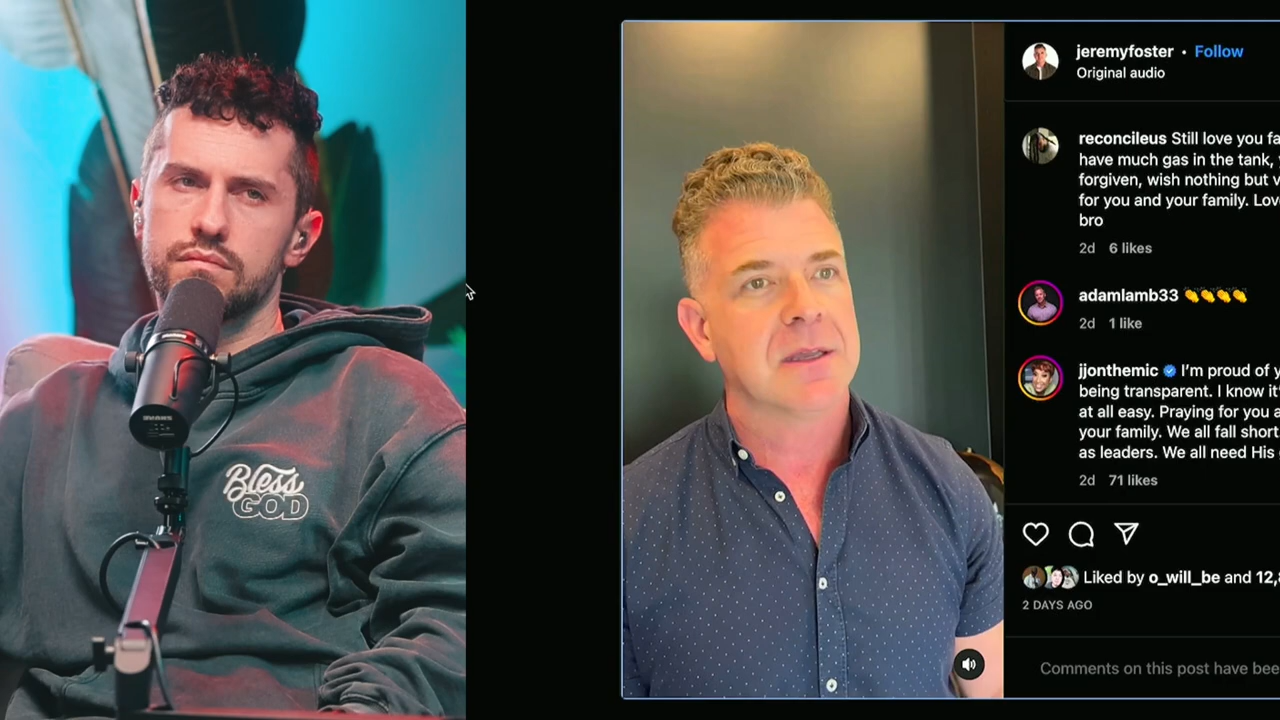 SHURE
Bless
GOD
jeremyfoster • Follow
Original audio
reconcileus Still love you fa
have much gas in the tank,
forgiven, wish nothing but v
for you and your family. Lov
bro
2d 6 likes
adamlamb33 👏👏👏👏
2d 1 like
jjonthemic I'm proud of y
being transparent. I know it'
at all easy. Praying for you a
your family. We all fall short
as leaders. We all need His
2d 71 likes
Liked by o_will_be and 12,
2 DAYS AGO
Comments on this post have bee